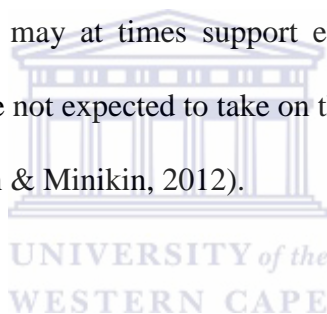 may at times support e
not expected to take on t
& Minikin, 2012).
UNIVERSITY of the
WESTERN CAPE